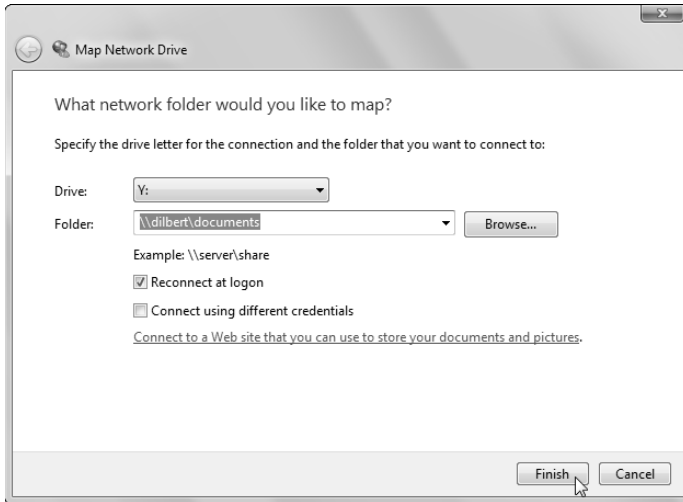 Map Network Drive
What network folder would you like to map?
Specify the drive letter for the connection and the folder that you want to connect to:
Drive: Y:
Folder: \\dilbert\documents Browse...
Example: \\server\share
Reconnect at logon
Connect using different credentials
Connect to a Web site that you can use to store your documents and pictures.
Finish Cancel